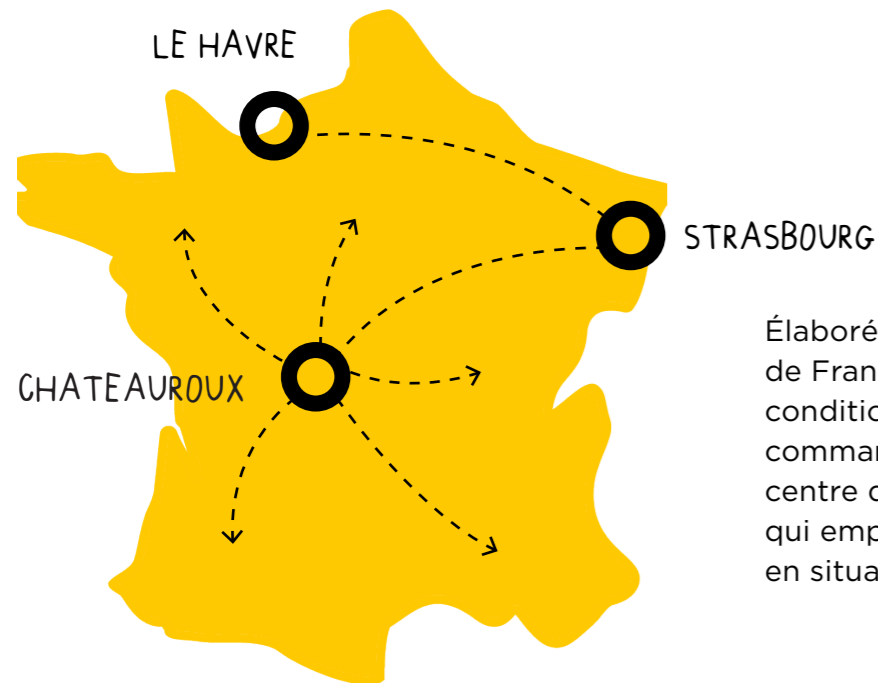 LE HAVRE
STRASBOURG
CHATEAUROUX
Élaboré
de Fran
conditio
comman
centre d
qui emp
en situa